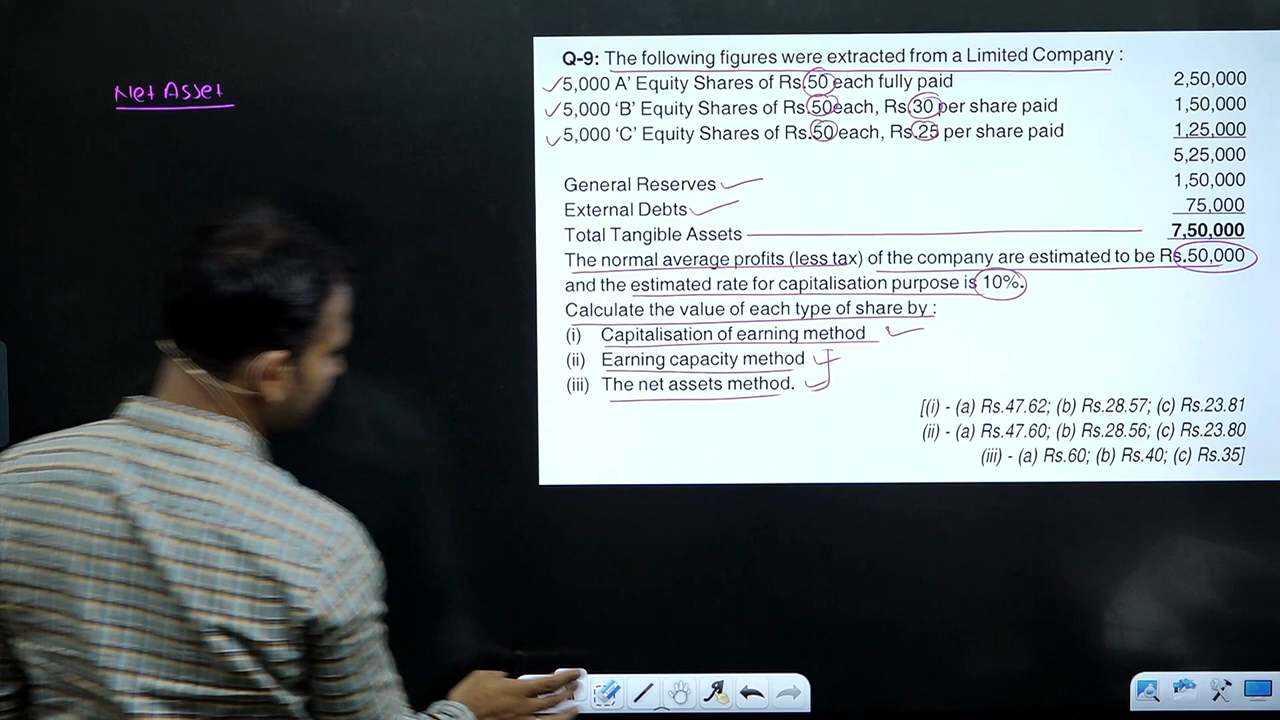 Net Asset
Q-9: The following figures were extracted from a Limited Company :
5,000 A' Equity Shares of Rs.50 each fully paid 2,50,000
5,000 'B' Equity Shares of Rs.50each, Rs.30 per share paid 1,50,000
5,000 'C' Equity Shares of Rs.50each, Rs.25 per share paid 1,25,000
5,25,000
General Reserves 1,50,000
External Debts 75,000
Total Tangible Assets 7,50,000
The normal average profits (less tax) of the company are estimated to be Rs.50,000
and the estimated rate for capitalisation purpose is 10%.
Calculate the value of each type of share by :
(i) Capitalisation of earning method
(ii) Earning capacity method
(iii) The net assets method.
[(i) - (a) Rs.47.62; (b) Rs.28.57; (c) Rs.23.81
(ii) - (a) Rs.47.60; (b) Rs.28.56; (c) Rs.23.80
(iii) - (a) Rs.60; (b) Rs.40; (c) Rs.35]